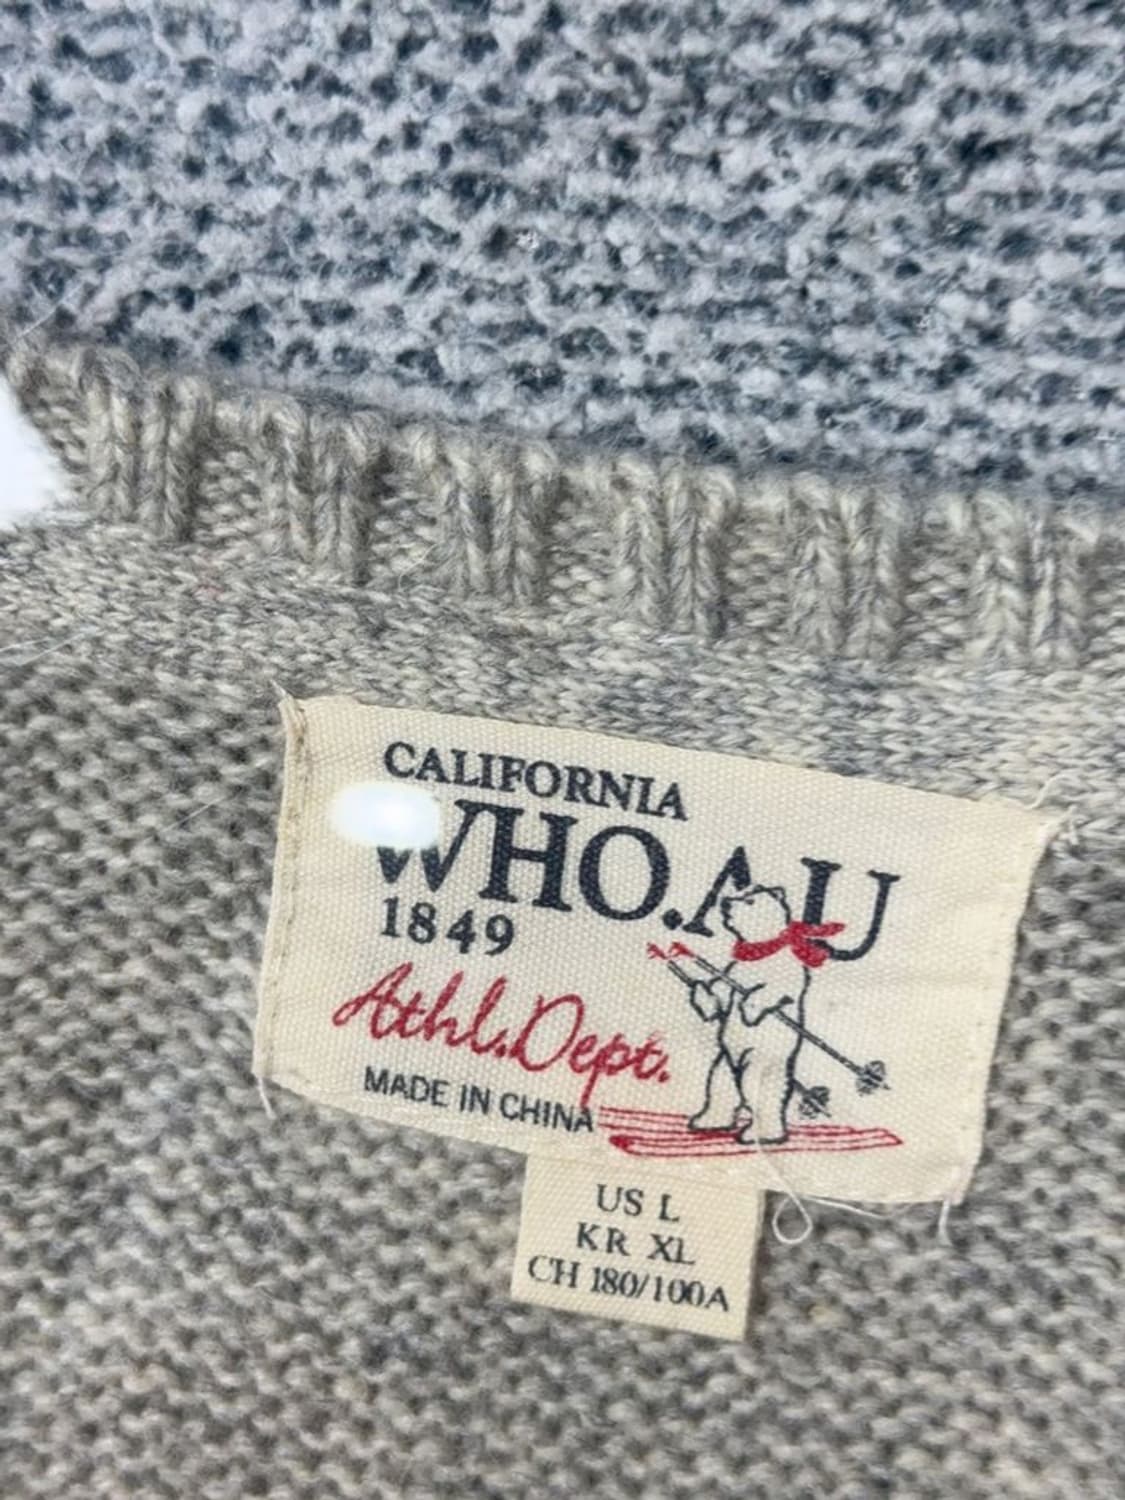 CALIFORNIA
WHO.A.U
1849
Athl.Dept.
MADE IN CHINA
US L
KR XL
CH 180/100A